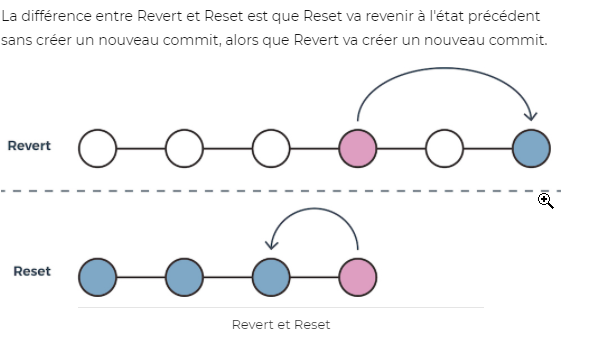 La différence entre Revert et Reset est que Reset va revenir à l'état précédent
sans créer un nouveau commit, alors que Revert va créer un nouveau commit.
Revert
Reset
Revert et Reset